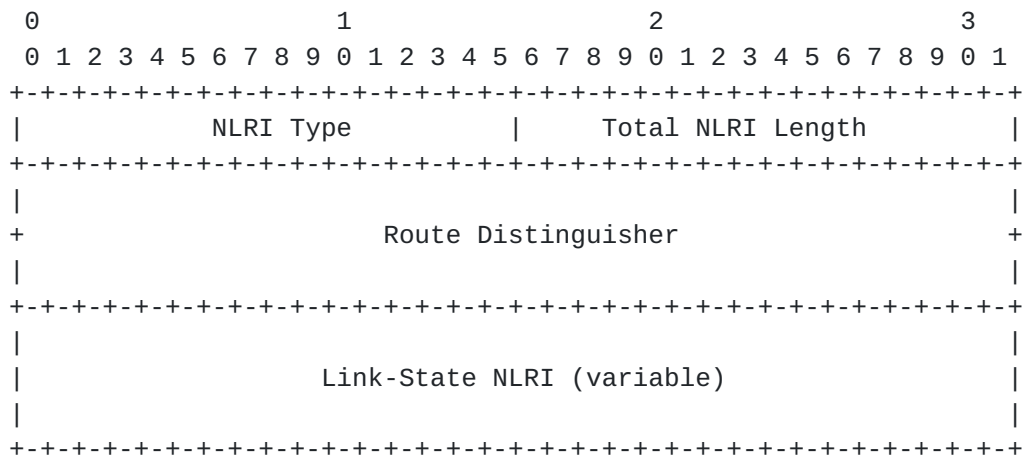 0                   1                   2                   3
 0 1 2 3 4 5 6 7 8 9 0 1 2 3 4 5 6 7 8 9 0 1 2 3 4 5 6 7 8 9 0 1
+-+-+-+-+-+-+-+-+-+-+-+-+-+-+-+-+-+-+-+-+-+-+-+-+-+-+-+-+-+-+-+-+
|            NLRI Type          |     Total NLRI Length         |
+-+-+-+-+-+-+-+-+-+-+-+-+-+-+-+-+-+-+-+-+-+-+-+-+-+-+-+-+-+-+-+-+
|                                                               |
+                       Route Distinguisher                     +
|                                                               |
+-+-+-+-+-+-+-+-+-+-+-+-+-+-+-+-+-+-+-+-+-+-+-+-+-+-+-+-+-+-+-+-+
|                                                               |
|                   Link-State NLRI (variable)                  |
|                                                               |
+-+-+-+-+-+-+-+-+-+-+-+-+-+-+-+-+-+-+-+-+-+-+-+-+-+-+-+-+-+-+-+-+